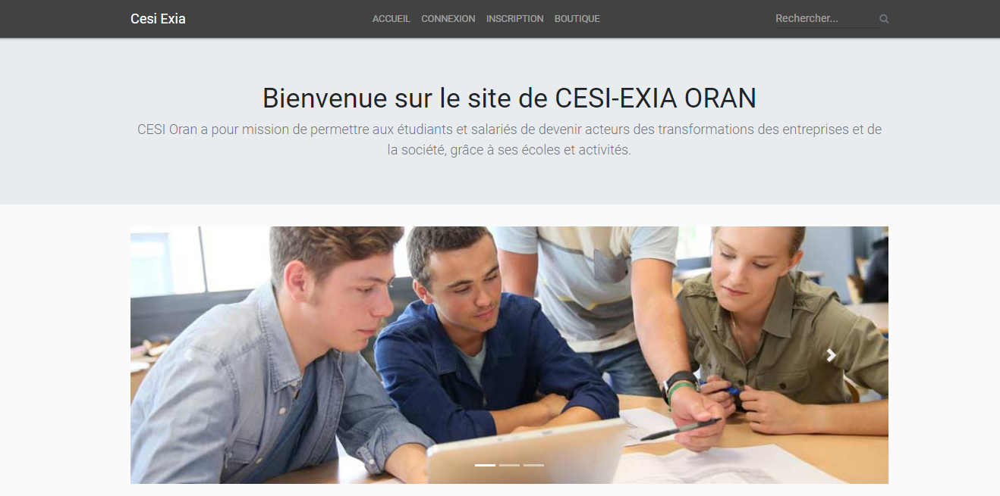 Cesi Exia
ACCUEIL CONNEXION INSCRIPTION BOUTIQUE
Rechercher...
Bienvenue sur le site de CESI-EXIA ORAN
CESI Oran a pour mission de permettre aux étudiants et salariés de devenir acteurs des transformations des entreprises et de
la société, grâce à ses écoles et activités.